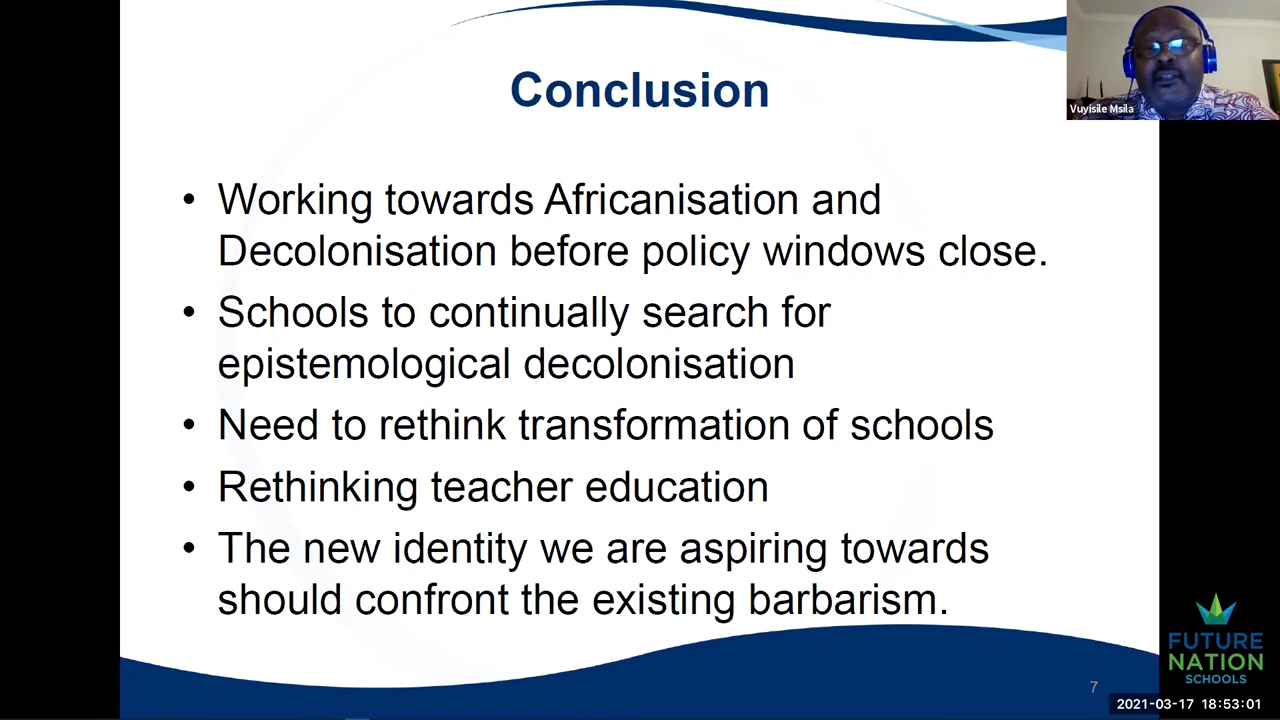 Conclusion
Vuyisile Msila
• Working towards Africanisation and
Decolonisation before policy windows close.
• Schools to continually search for
epistemological decolonisation
• Need to rethink transformation of schools
• Rethinking teacher education
• The new identity we are aspiring towards
should confront the existing barbarism.
FUTURE
NATION
SCHOOLS
7
2021-03-17 18:53:01